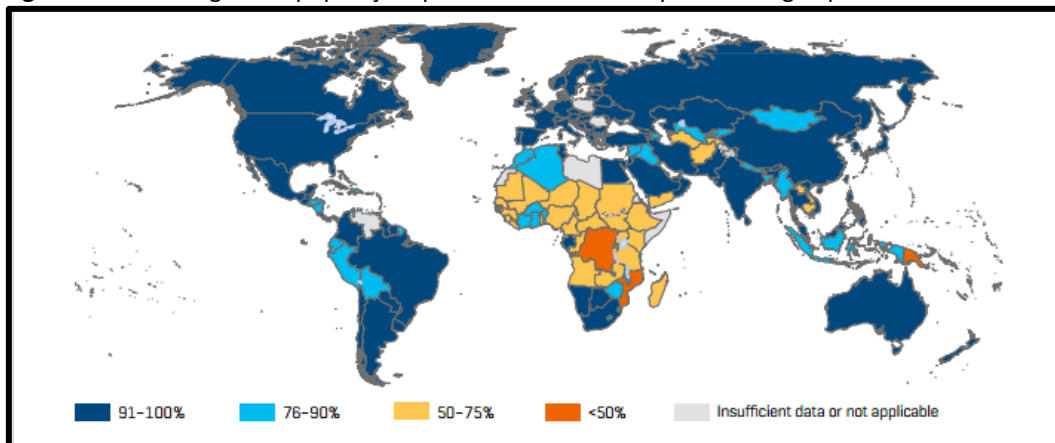 91–100%
76–90%
50–75%
<50%
Insufficient data or not applicable